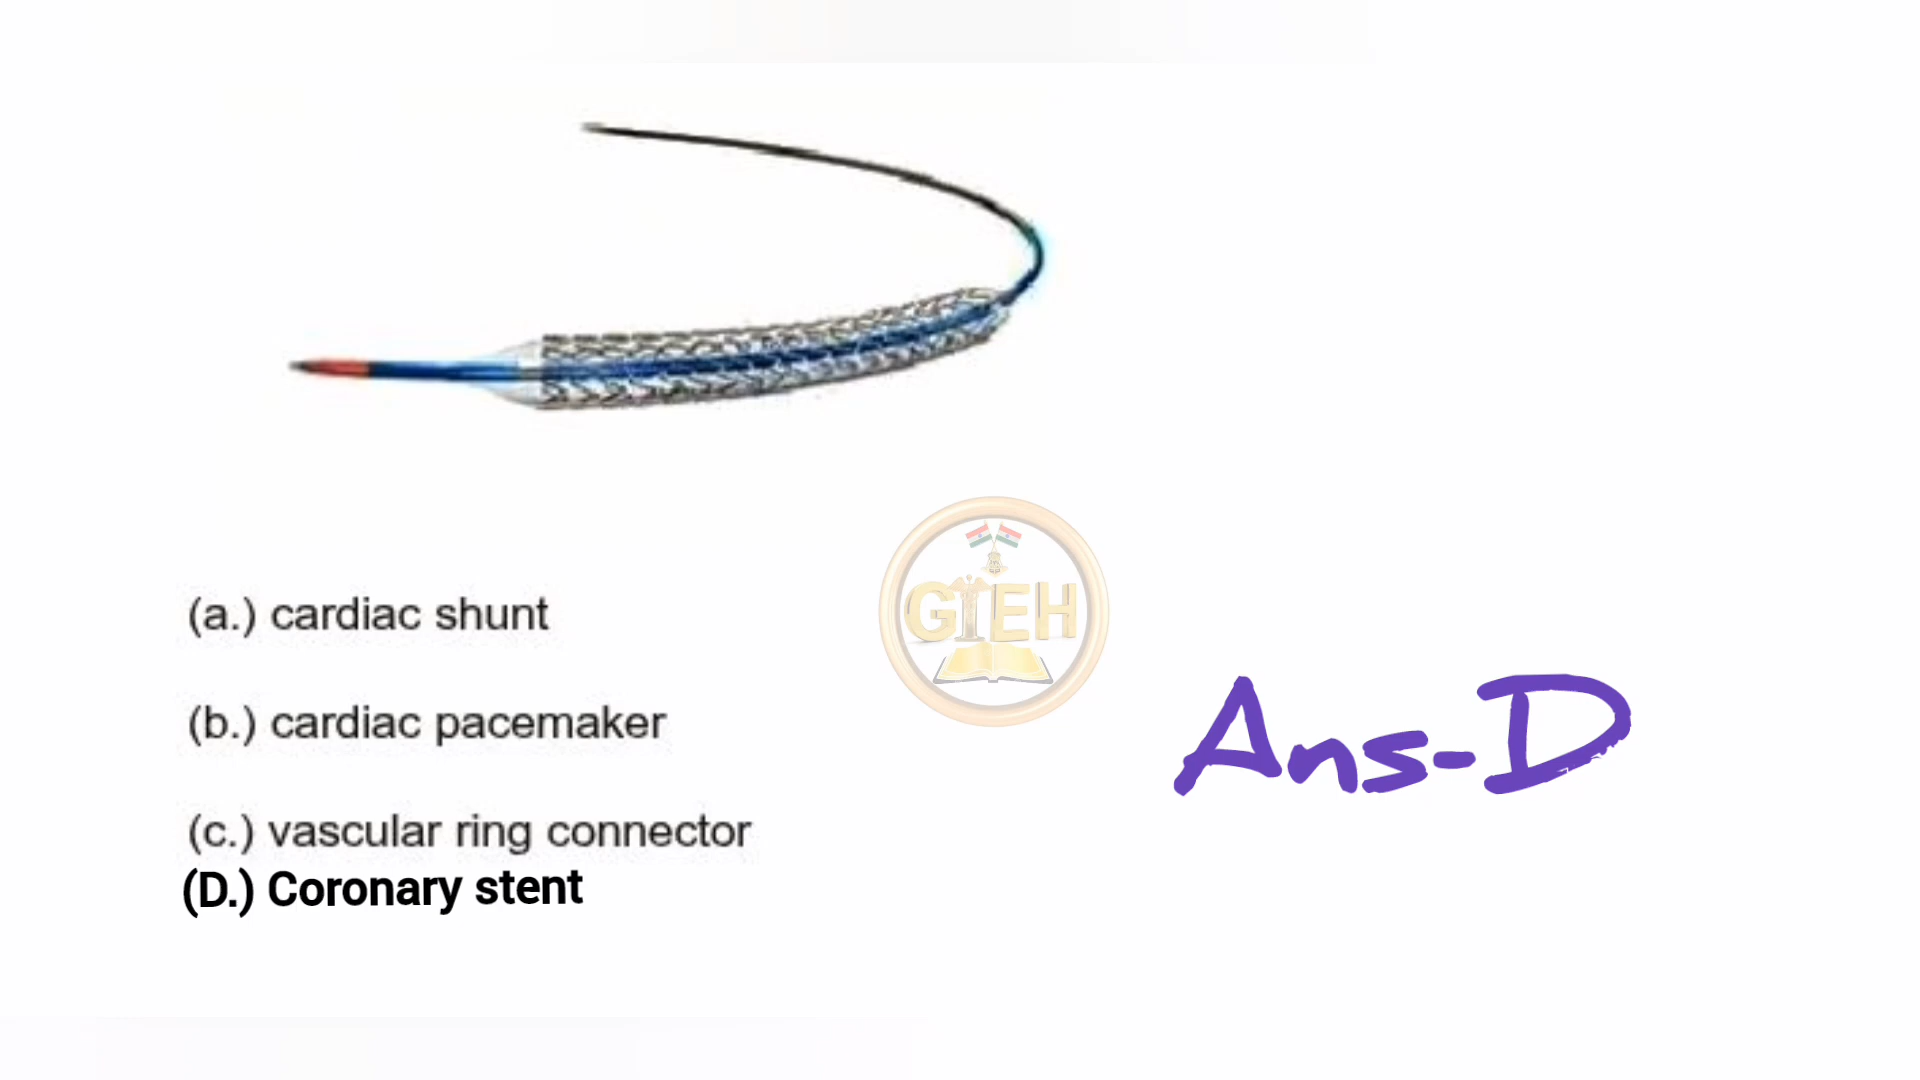 GTEH
(a.) cardiac shunt
(b.) cardiac pacemaker
Ans-D
(c.) vascular ring connector
(D.) Coronary stent